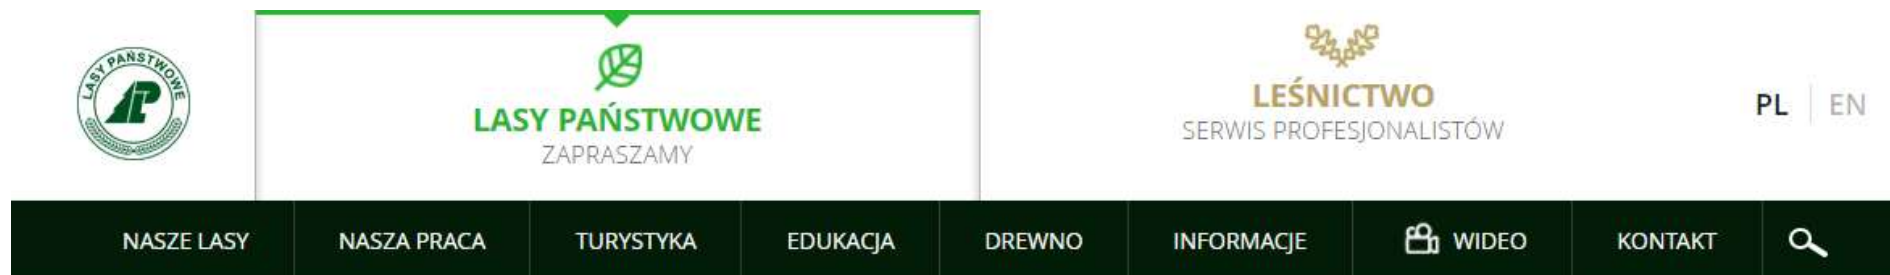 LASY PAŃSTWOWE
LASY PAŃSTWOWE
ZAPRASZAMY
LEŚNICTWO
SERWIS PROFESJONALISTÓW
PL | EN
NASZE LASY NASZA PRACA TURYSTYKA EDUKACJA DREWNO INFORMACJE WIDEO KONTAKT